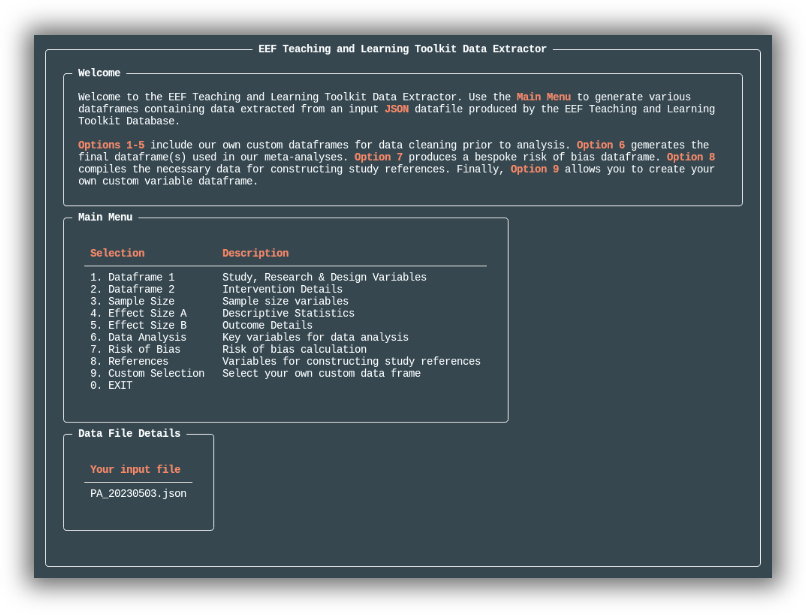 EEF Teaching and Learning Toolkit Data Extractor
Welcome
Welcome to the EEF Teaching and Learning Toolkit Data Extractor. Use the Main Menu to generate various
dataframes containing data extracted from an input JSON datafile produced by the EEF Teaching and Learning
Toolkit Database.
Options 1-5 include our own custom dataframes for data cleaning prior to analysis. Option 6 gemerates the
final dataframe(s) used in our meta-analyses. Option 7 produces a bespoke risk of bias dataframe. Option 8
compiles the necessary data for constructing study references. Finally, Option 9 allows you to create your
own custom variable dataframe.
Main Menu
Selection Description
1. Dataframe 1 Study, Research & Design Variables
2. Dataframe 2 Intervention Details
3. Sample Size Sample size variables
4. Effect Size A Descriptive Statistics
5. Effect Size B Outcome Details
6. Data Analysis Key variables for data analysis
7. Risk of Bias Risk of bias calculation
8. References Variables for constructing study references
9. Custom Selection Select your own custom data frame
0. EXIT
Data File Details
Your input file
PA_20230503.json